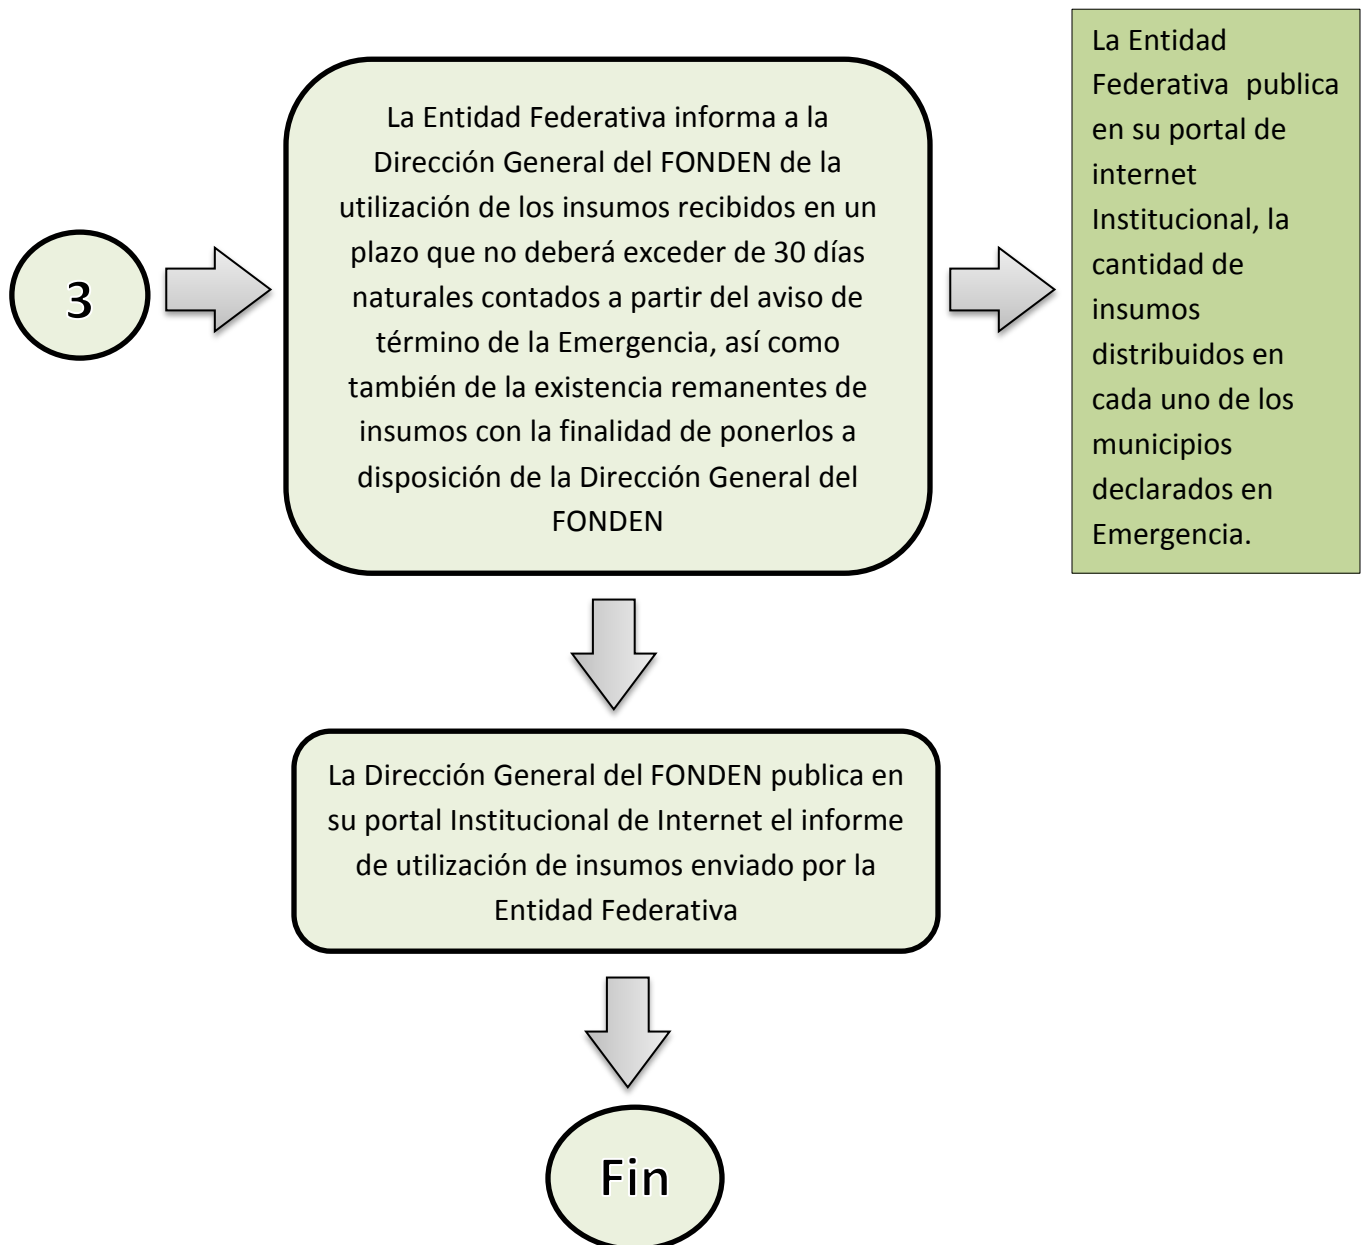 3
La Entidad Federativa informa a la
Dirección General del FONDEN de la
utilización de los insumos recibidos en un
plazo que no deberá exceder de 30 días
naturales contados a partir del aviso de
término de la Emergencia, así como
también de la existencia remanentes de
insumos con la finalidad de ponerlos a
disposición de la Dirección General del
FONDEN
La Entidad
Federativa publica
en su portal de
internet
Institucional, la
cantidad de
insumos
distribuidos en
cada uno de los
municipios
declarados en
Emergencia.
La Dirección General del FONDEN publica en
su portal Institucional de Internet el informe
de utilización de insumos enviado por la
Entidad Federativa
Fin